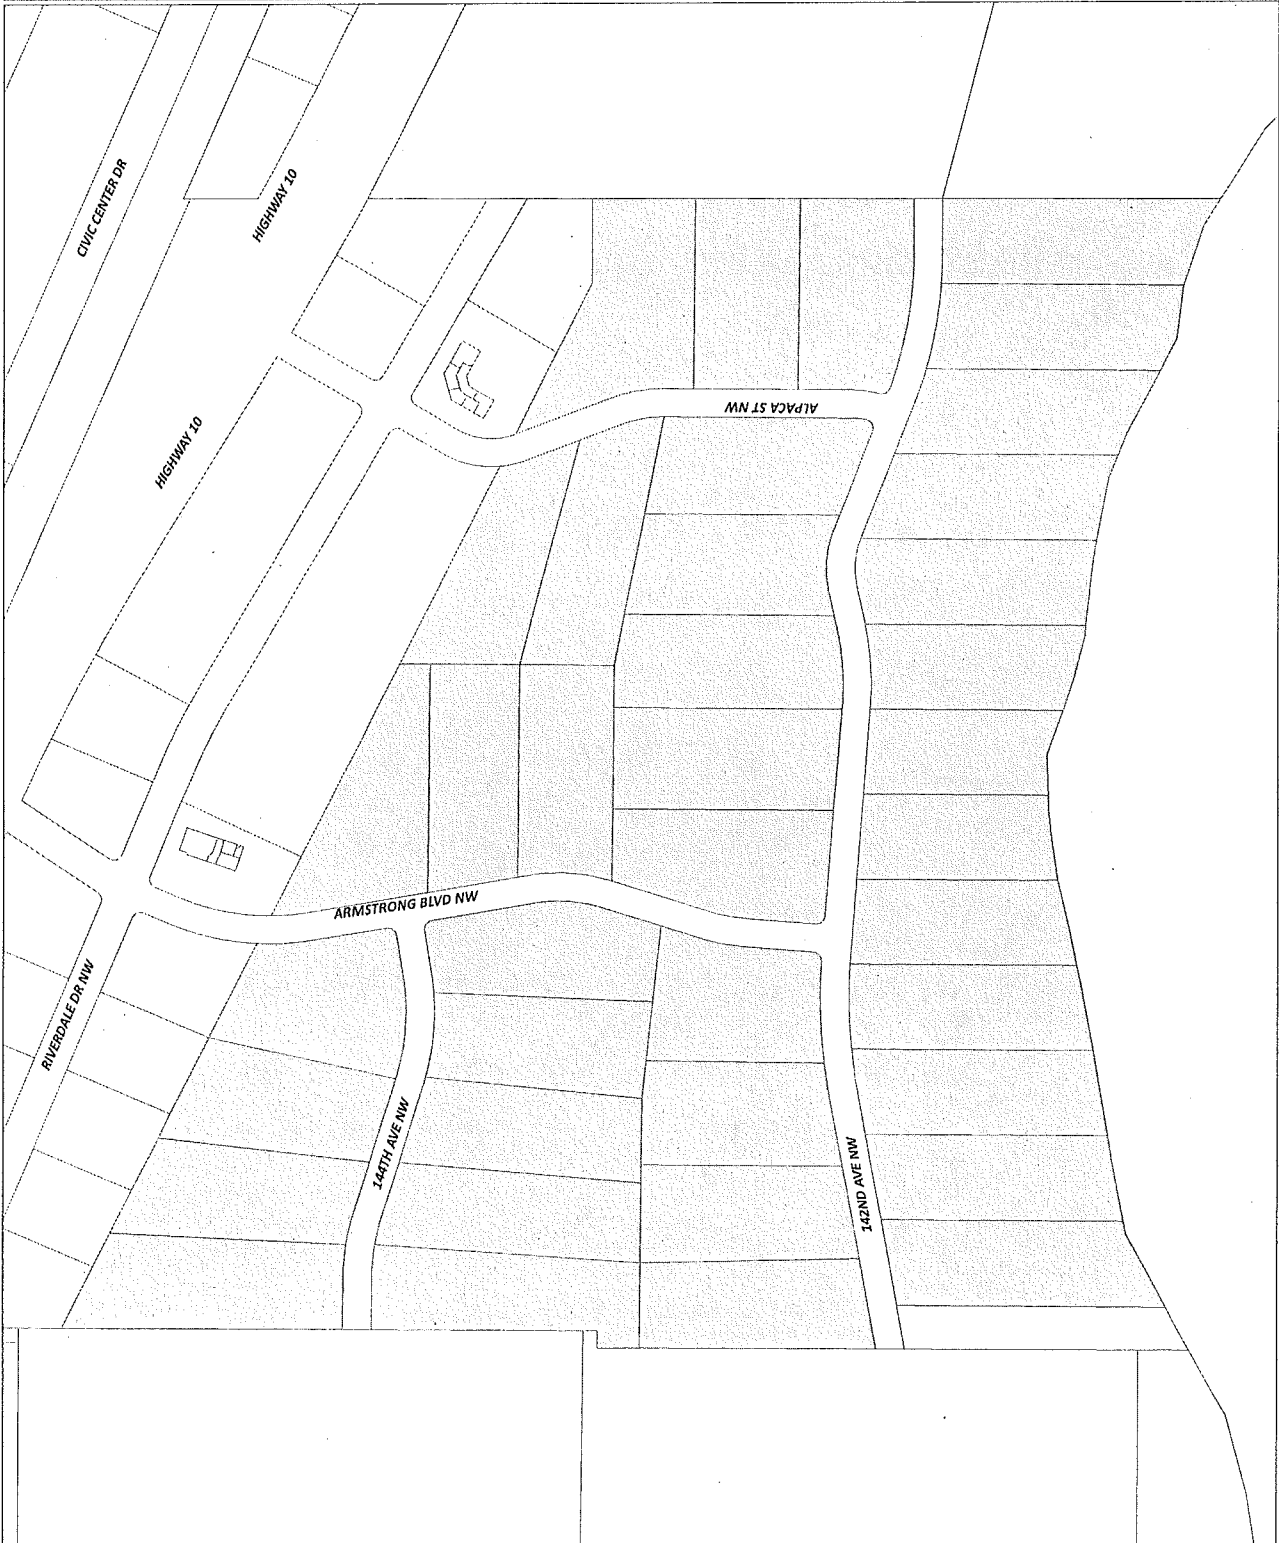 CIVIC CENTER DR
HIGHWAY 10
HIGHWAY 10
ALPACA ST NW
ARMSTRONG BLVD NW
RIVERDALE DR NW
144TH AVE NW
142ND AVE NW